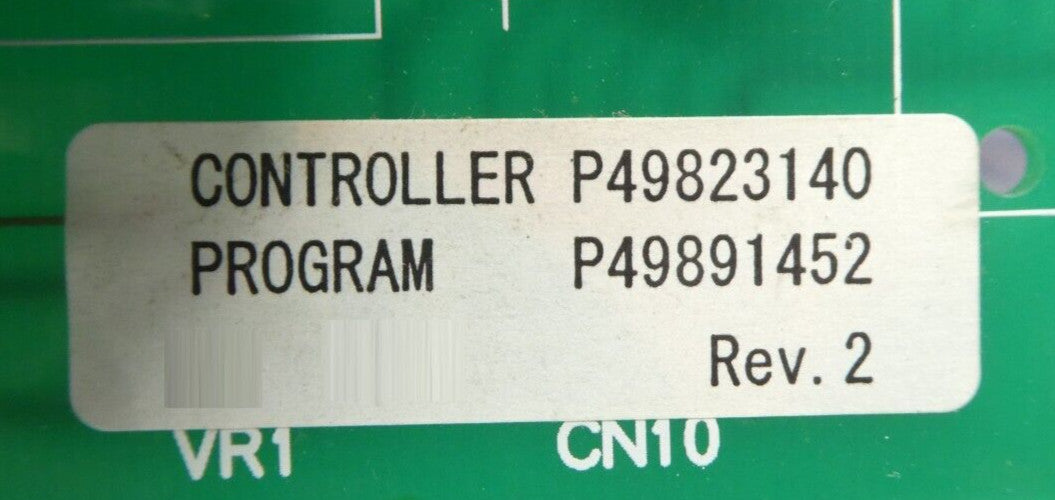 CONTROLLER P49823140
PROGRAM P49891452
Rev.2
VR1 CN10